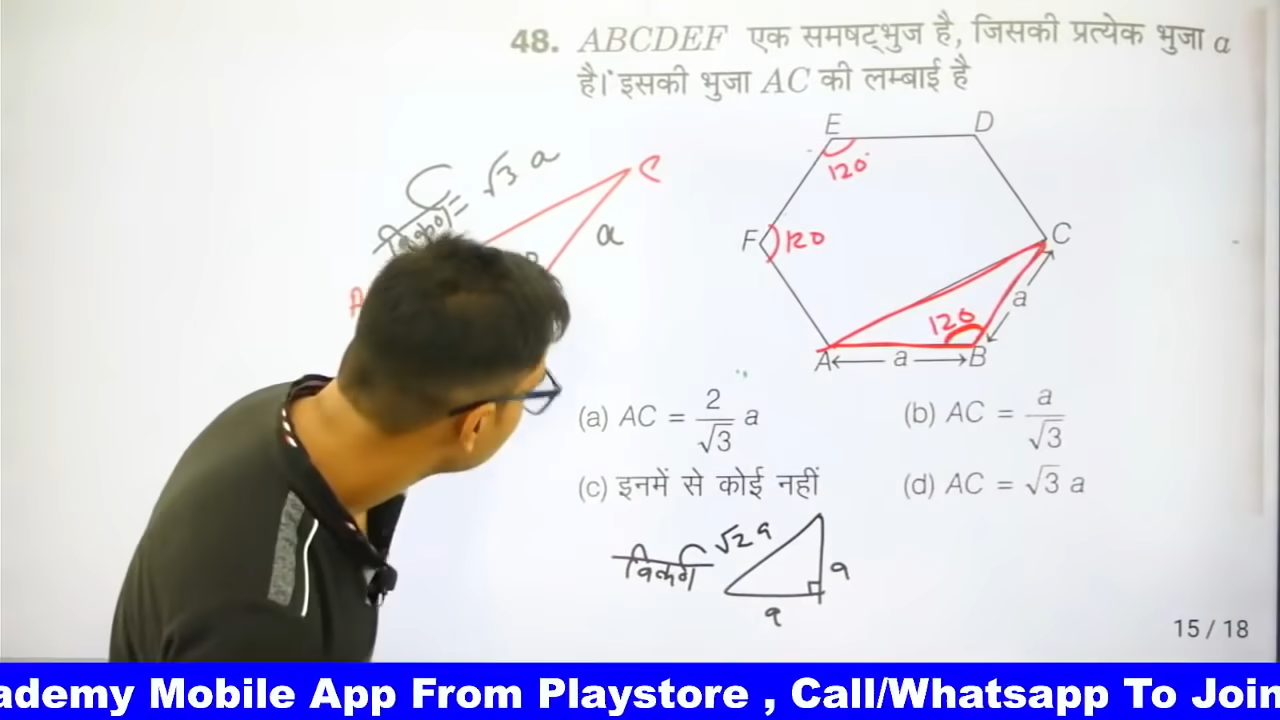 48. ABCDEF एक समषट्भुज है, जिसकी प्रत्येक भुजा a
है। इसकी भुजा AC की लम्बाई है
E D
120°
F 120 C
120 a
A a B
विकर्ण = √3 a
C
a
A
(a) AC = 2/√3 a (b) AC = a/√3
(c) इनमें से कोई नहीं (d) AC = √3 a
विकर्ण √2 a
a
a
15 / 18
ademy Mobile App From Playstore , Call/Whatsapp To Join